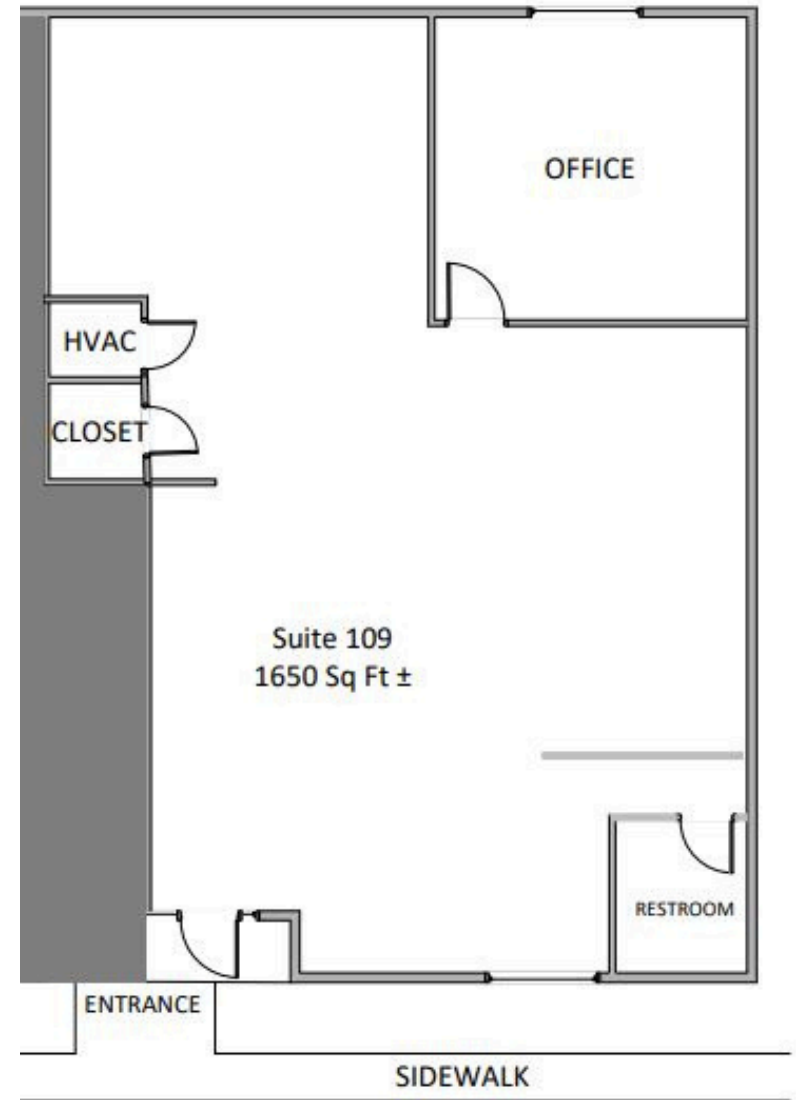 OFFICE
HVAC
CLOSET
Suite 109
1650 Sq Ft ±
RESTROOM
ENTRANCE
SIDEWALK